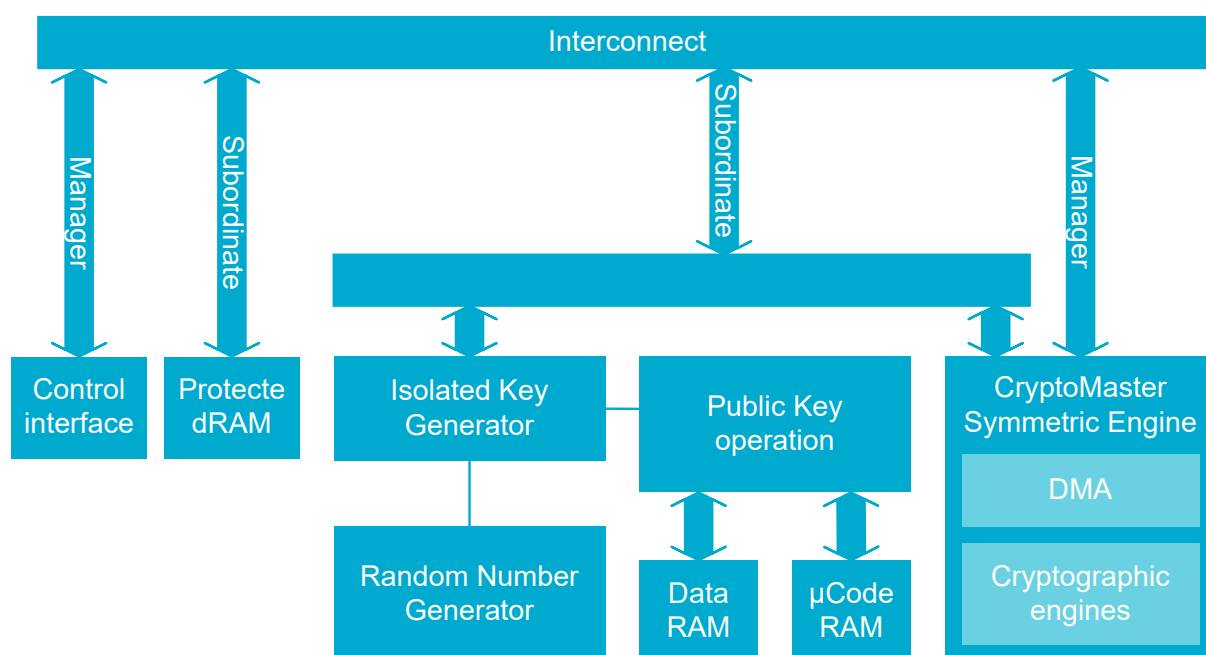 Interconnect
Manager
Subordinate
Subordinate
Manager
Control
interface
Protecte
dRAM
Isolated Key
Generator
Public Key
operation
CryptoMaster
Symmetric Engine
DMA
Random Number
Generator
Data
RAM
µCode
RAM
Cryptographic
engines